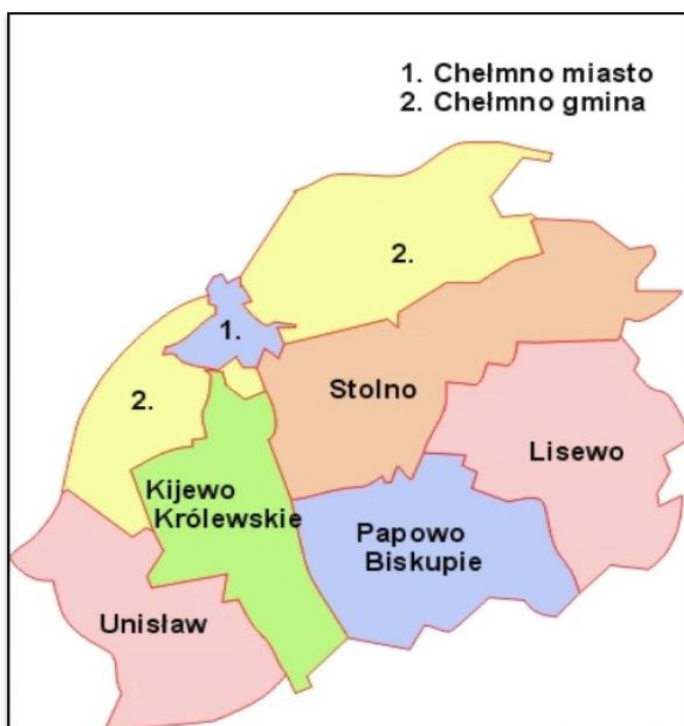 1. Chełmno miasto
2. Chełmno gmina
2.
1.
2.
Stolno
Lisewo
Kijewo
Królewskie
Papowo
Biskupie
Unisław